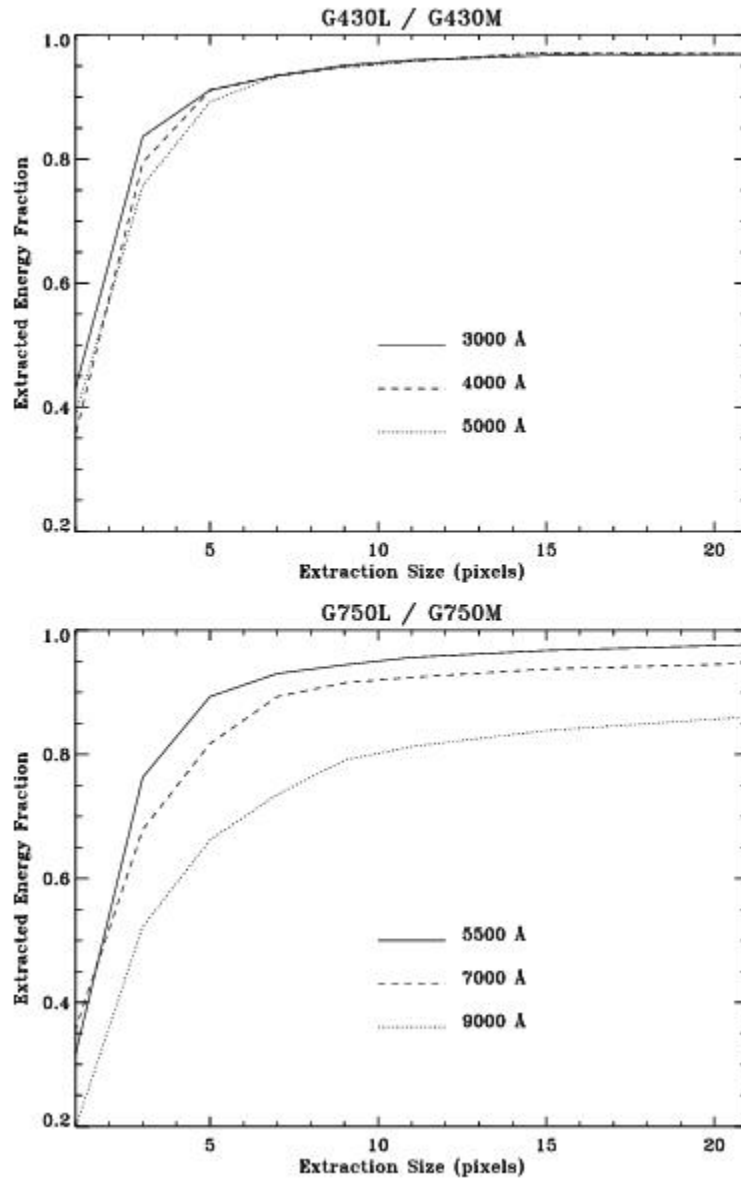 G430L / G430M
1.0
0.8
0.6
0.4
0.2
Extracted Energy Fraction
3000 Å
4000 Å
5000 Å
5 10 15 20
Extraction Size (pixels)
G750L / G750M
1.0
0.8
0.6
0.4
0.2
Extracted Energy Fraction
5500 Å
7000 Å
9000 Å
5 10 15 20
Extraction Size (pixels)